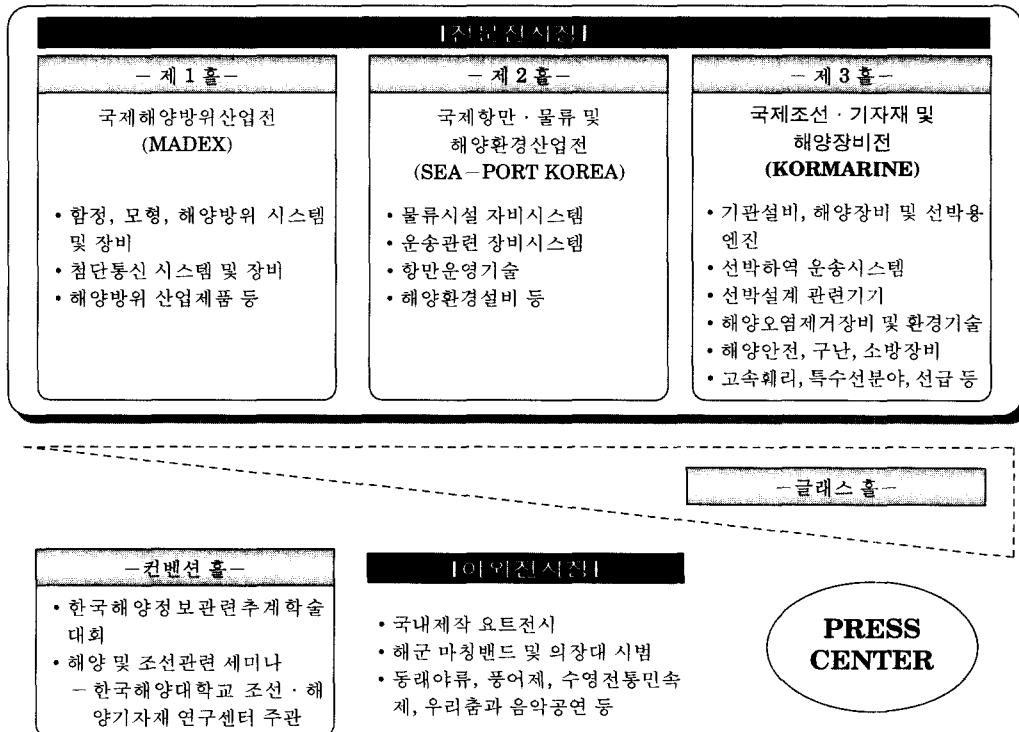 【전문전시장】
- 제 1 홀 -
국제해양방위산업전
(MADEX)
• 함정, 모형, 해양방위 시스템
및 장비
• 첨단통신 시스템 및 장비
• 해양방위 산업제품 등
- 제 2 홀 -
국제항만 · 물류 및
해양환경산업전
(SEA-PORT KOREA)
• 물류시설 자비시스템
• 운송관련 장비시스템
• 항만운영기술
• 해양환경설비 등
- 제 3 홀 -
국제조선 · 기자재 및
해양장비전
(KORMARINE)
• 기관설비, 해양장비 및 선박용
엔진
• 선박하역 운송시스템
• 선박설계 관련기기
• 해양오염제거장비 및 환경기술
• 해양안전, 구난, 소방장비
• 고속훼리, 특수선분야, 선급 등
-글래스 홀-
-컨벤션 홀-
• 한국해양정보관련추계학술
대회
• 해양 및 조선관련 세미나
- 한국해양대학교 조선 · 해
양기자재 연구센터 주관
【야외전시장】
• 국내제작 요트전시
• 해군 마칭밴드 및 의장대 시범
• 동래야류, 풍어제, 수영전통민속
제, 우리춤과 음악공연 등
PRESS
CENTER